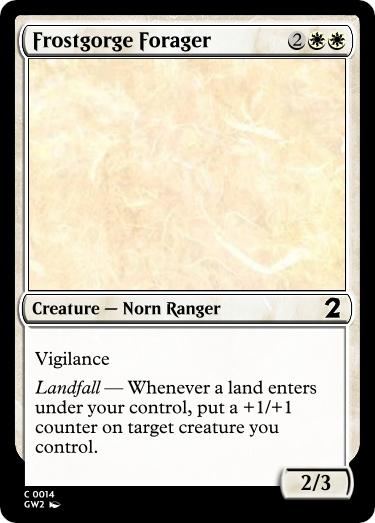 Frostgorge Forager 2
Creature — Norn Ranger 2
Vigilance
Landfall — Whenever a land enters
under your control, put a +1/+1
counter on target creature you
control.
2/3
C 0014
GW2